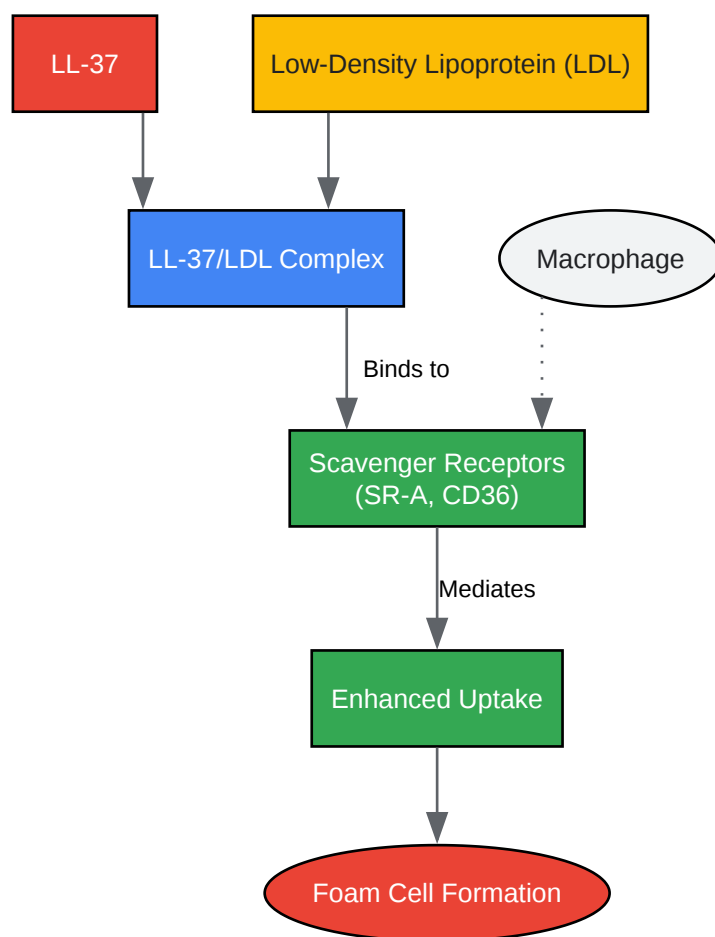 LL-37
Low-Density Lipoprotein (LDL)
LL-37/LDL Complex
Macrophage
Binds to
Scavenger Receptors
(SR-A, CD36)
Mediates
Enhanced Uptake
Foam Cell Formation